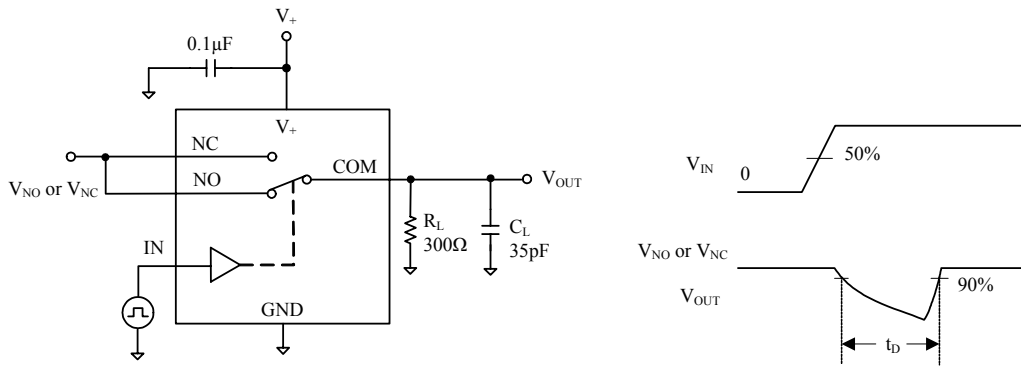 V+
0.1µF
V+
NC
COM
NO
VNO or VNC
VOUT
RL
300Ω
CL
35pF
IN
GND
VIN
0
50%
VNO or VNC
VOUT
90%
tD